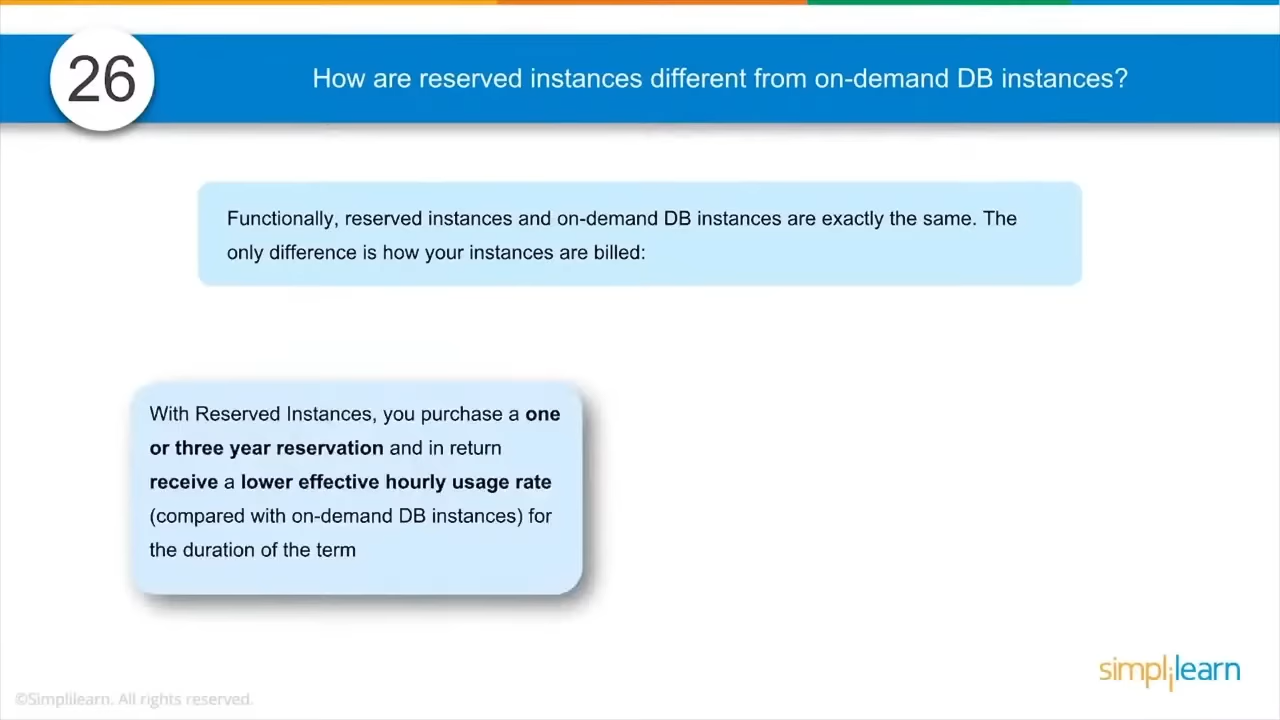 26
How are reserved instances different from on-demand DB instances?
Functionally, reserved instances and on-demand DB instances are exactly the same. The
only difference is how your instances are billed:
With Reserved Instances, you purchase a one
or three year reservation and in return
receive a lower effective hourly usage rate
(compared with on-demand DB instances) for
the duration of the term
simplilearn
©Simplilearn. All rights reserved.